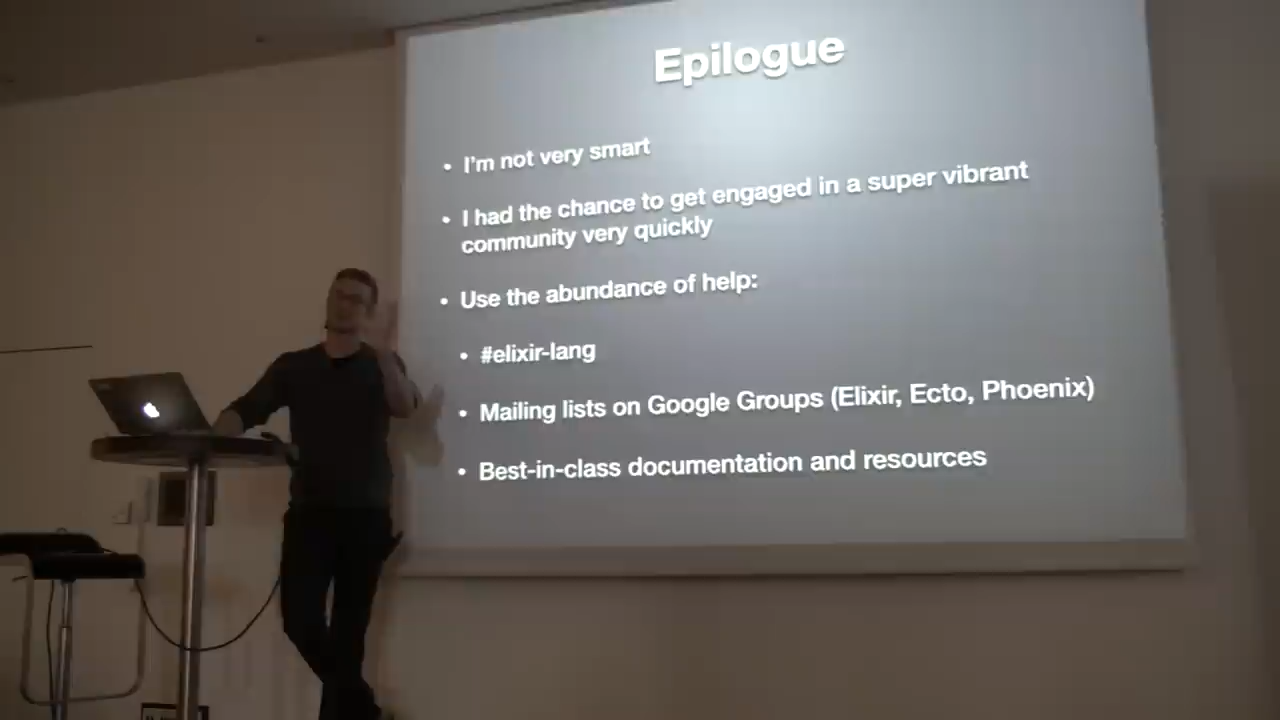 Epilogue
• I'm not very smart
• I had the chance to get engaged in a super vibrant
community very quickly
• Use the abundance of help:
• #elixir-lang
• Mailing lists on Google Groups (Elixir, Ecto, Phoenix)
• Best-in-class documentation and resources